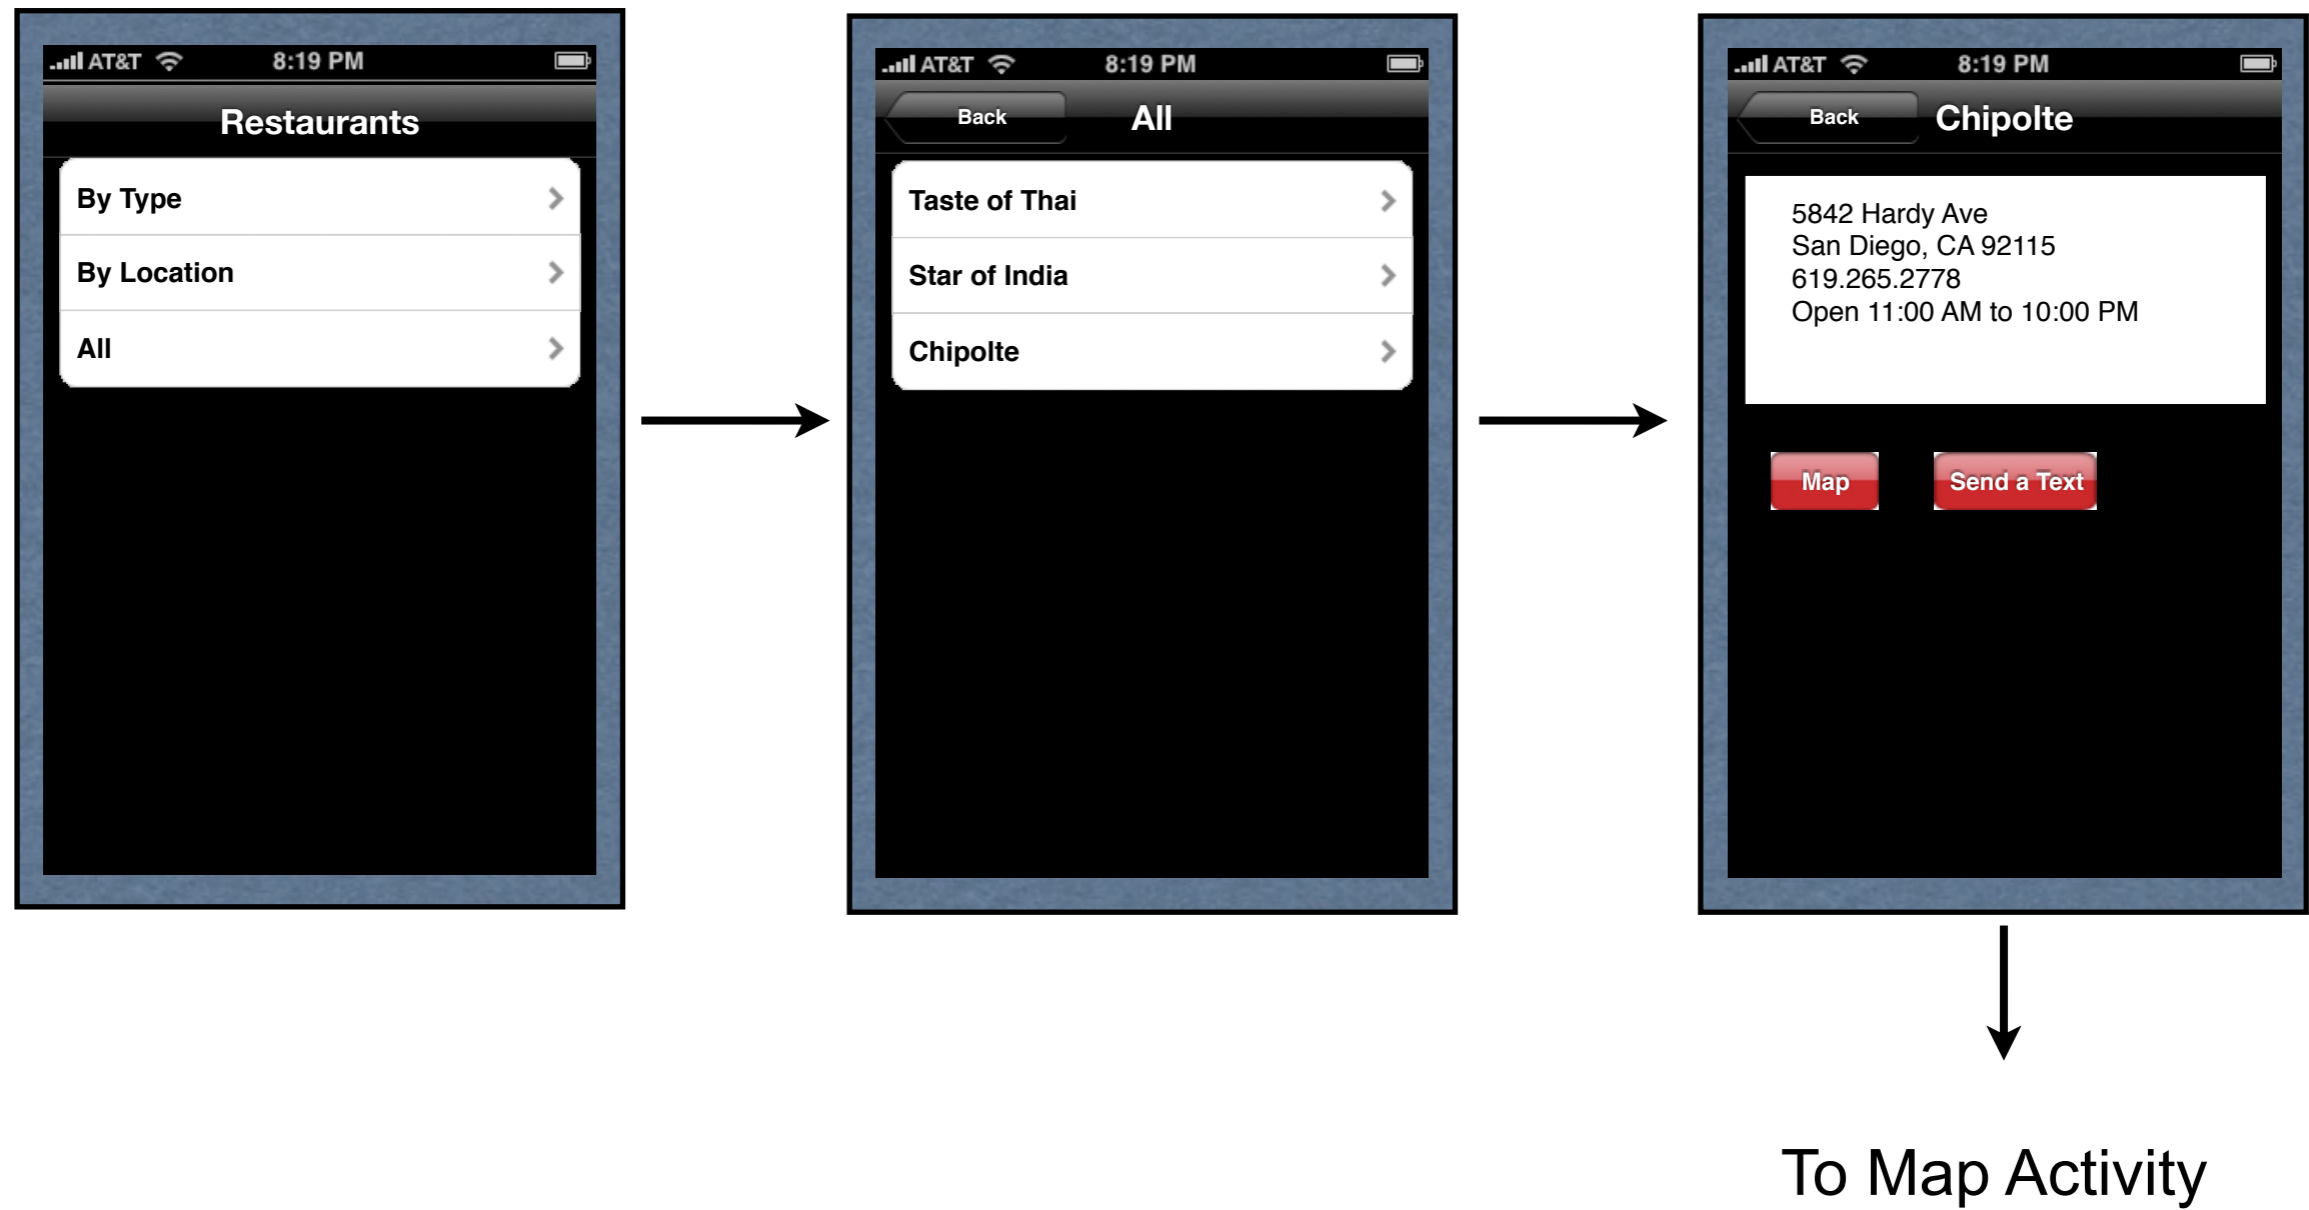 AT&T 8:19 PM
Restaurants
By Type
By Location
All
AT&T 8:19 PM
Back All
Taste of Thai
Star of India
Chipolte
AT&T 8:19 PM
Back Chipolte
5842 Hardy Ave
San Diego, CA 92115
619.265.2778
Open 11:00 AM to 10:00 PM
Map Send a Text
To Map Activity